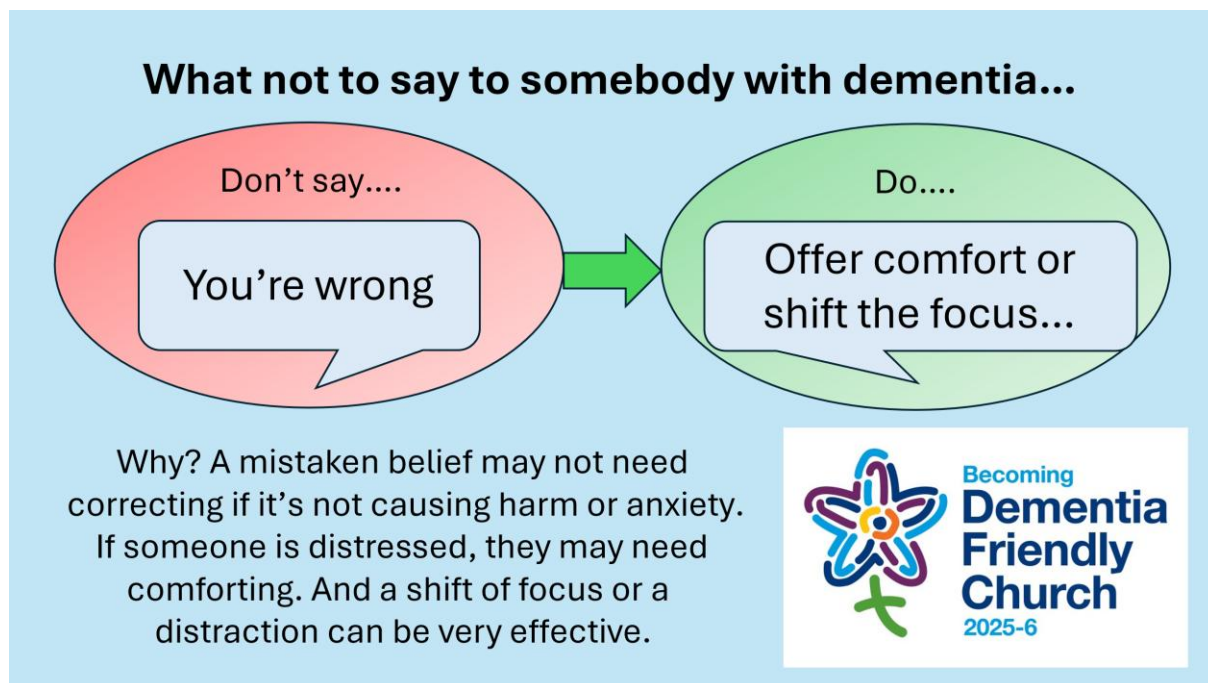 What not to say to somebody with dementia...
Don't say....
You're wrong
Do....
Offer comfort or
shift the focus...
Why? A mistaken belief may not need
correcting if it's not causing harm or anxiety.
If someone is distressed, they may need
comforting. And a shift of focus or a
distraction can be very effective.
Becoming
Dementia
Friendly
Church
2025-6